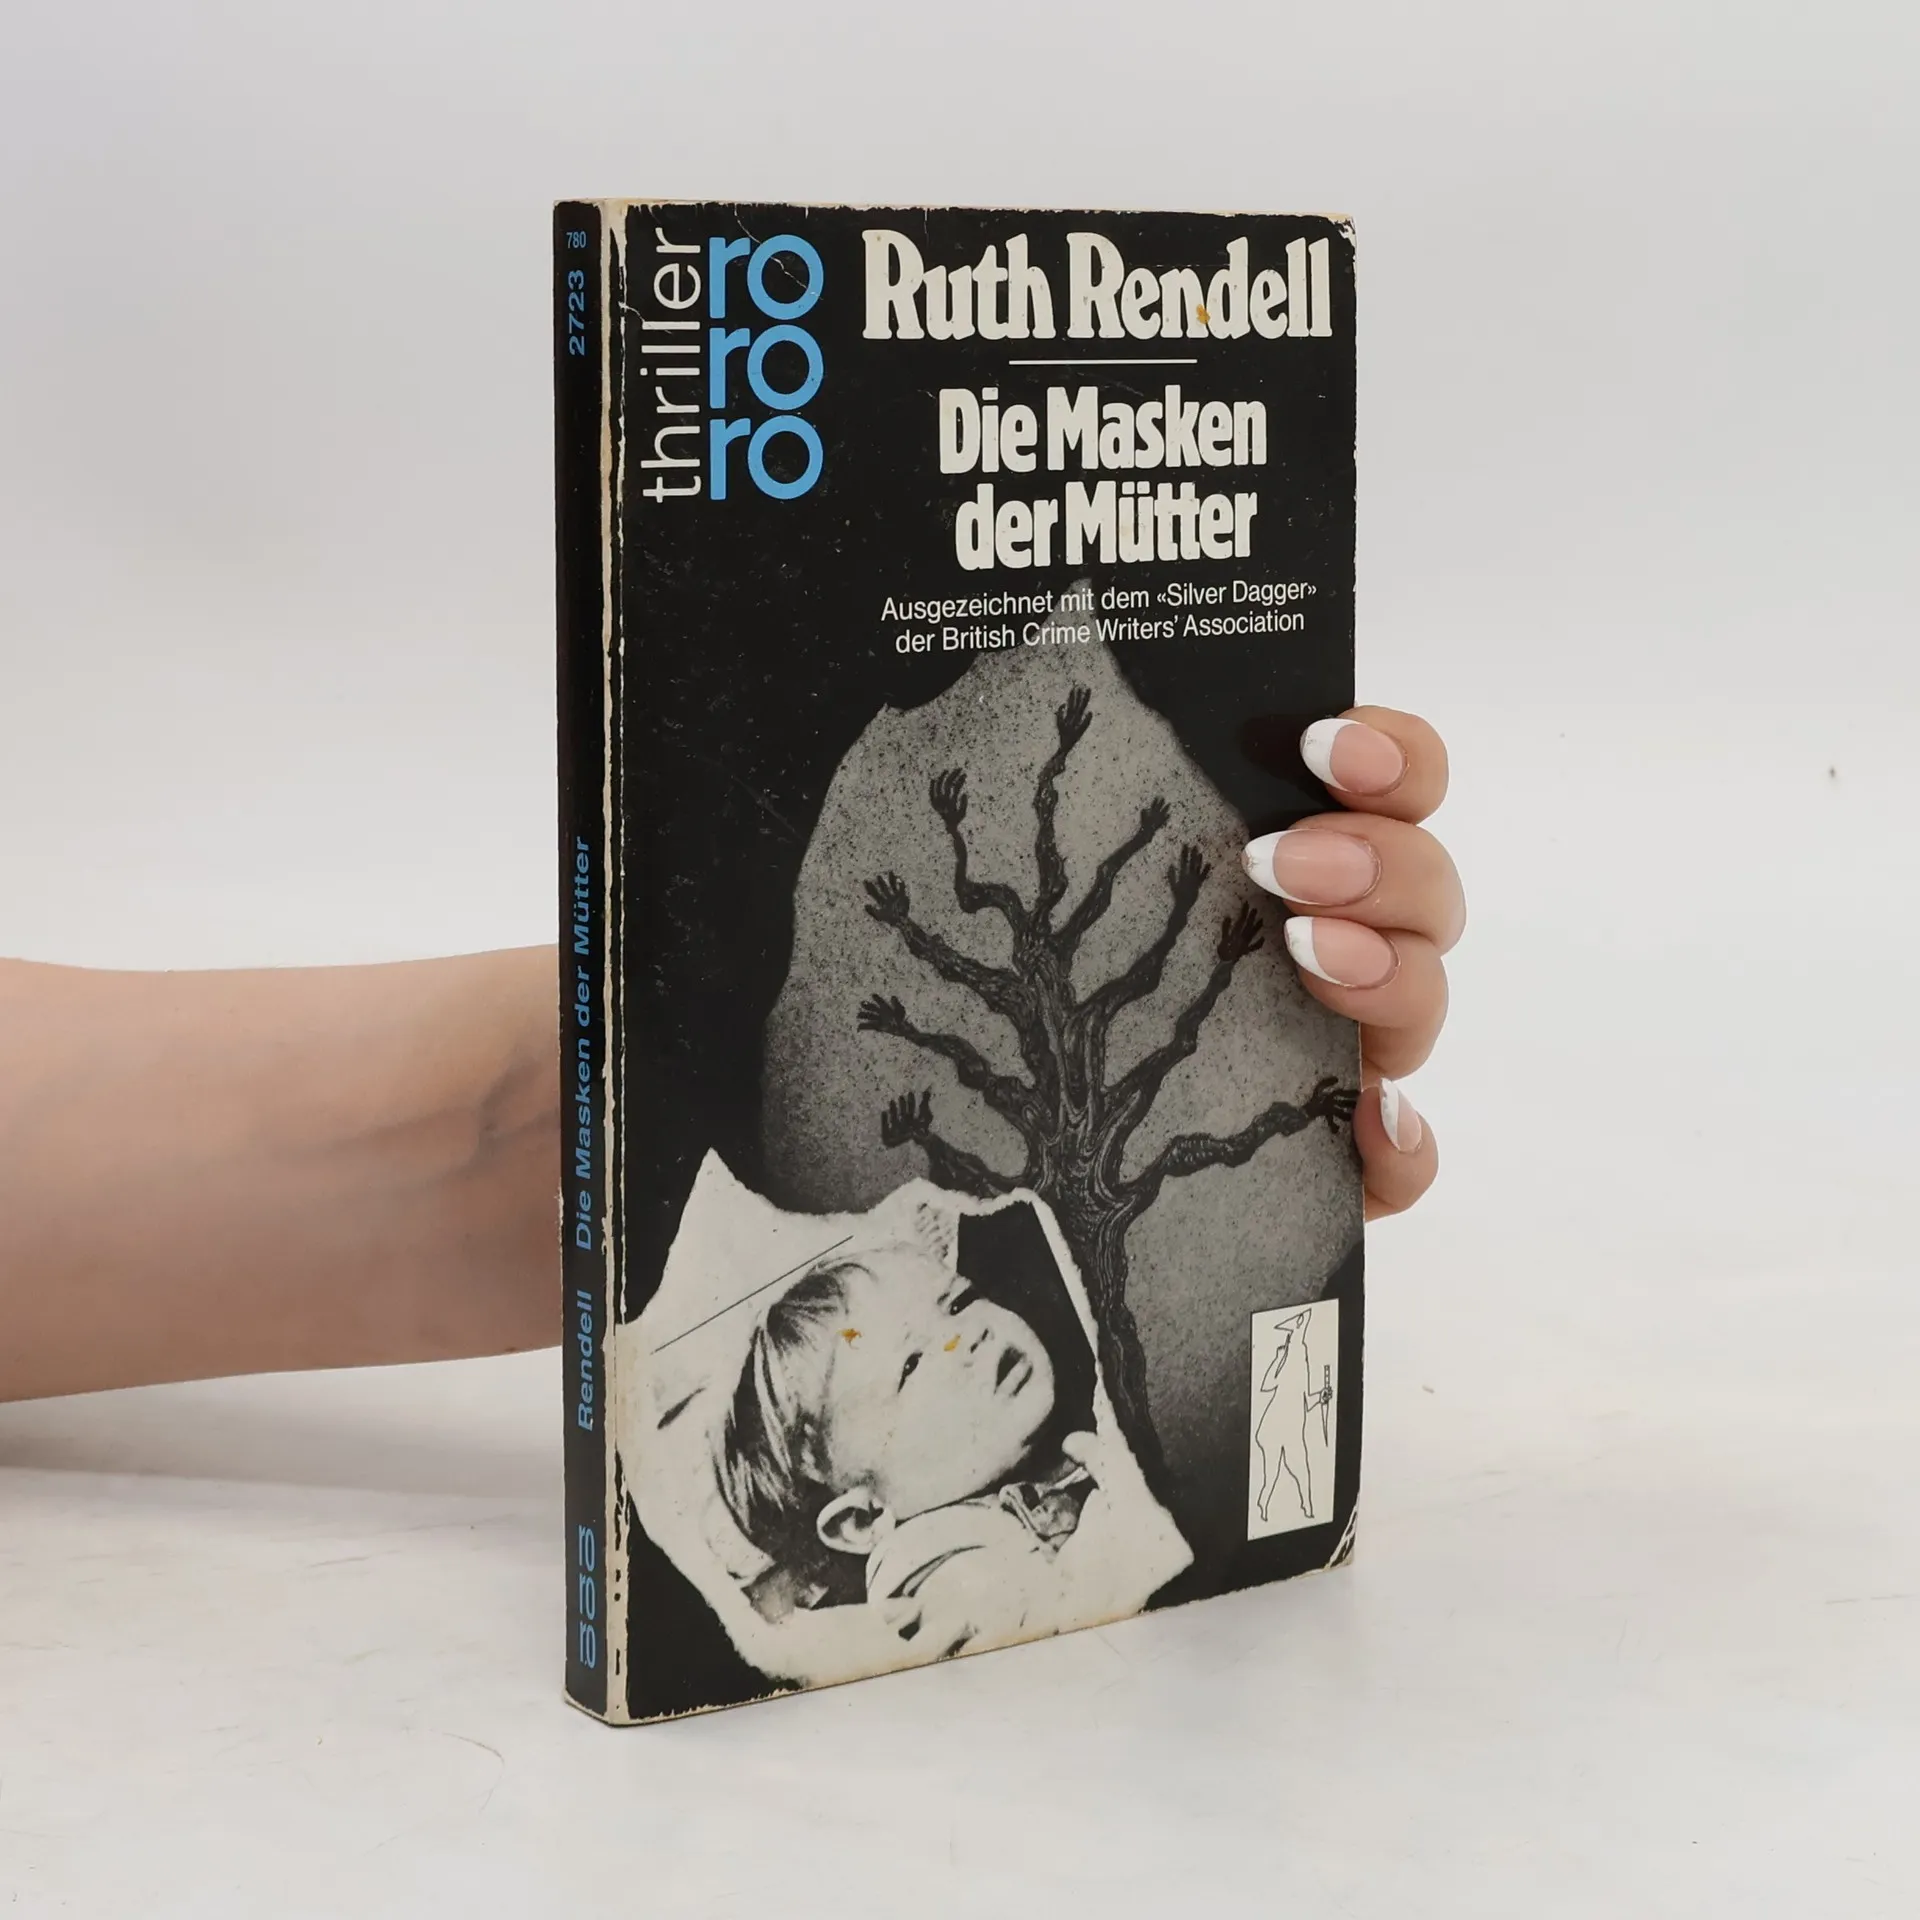 780
2723
Rendell Die Masken der Mütter
rororo
thriller
ro
ro
ro
Ruth Rendell
Die Masken
der Mütter
Ausgezeichnet mit dem «Silver Dagger»
der British Crime Writers' Association